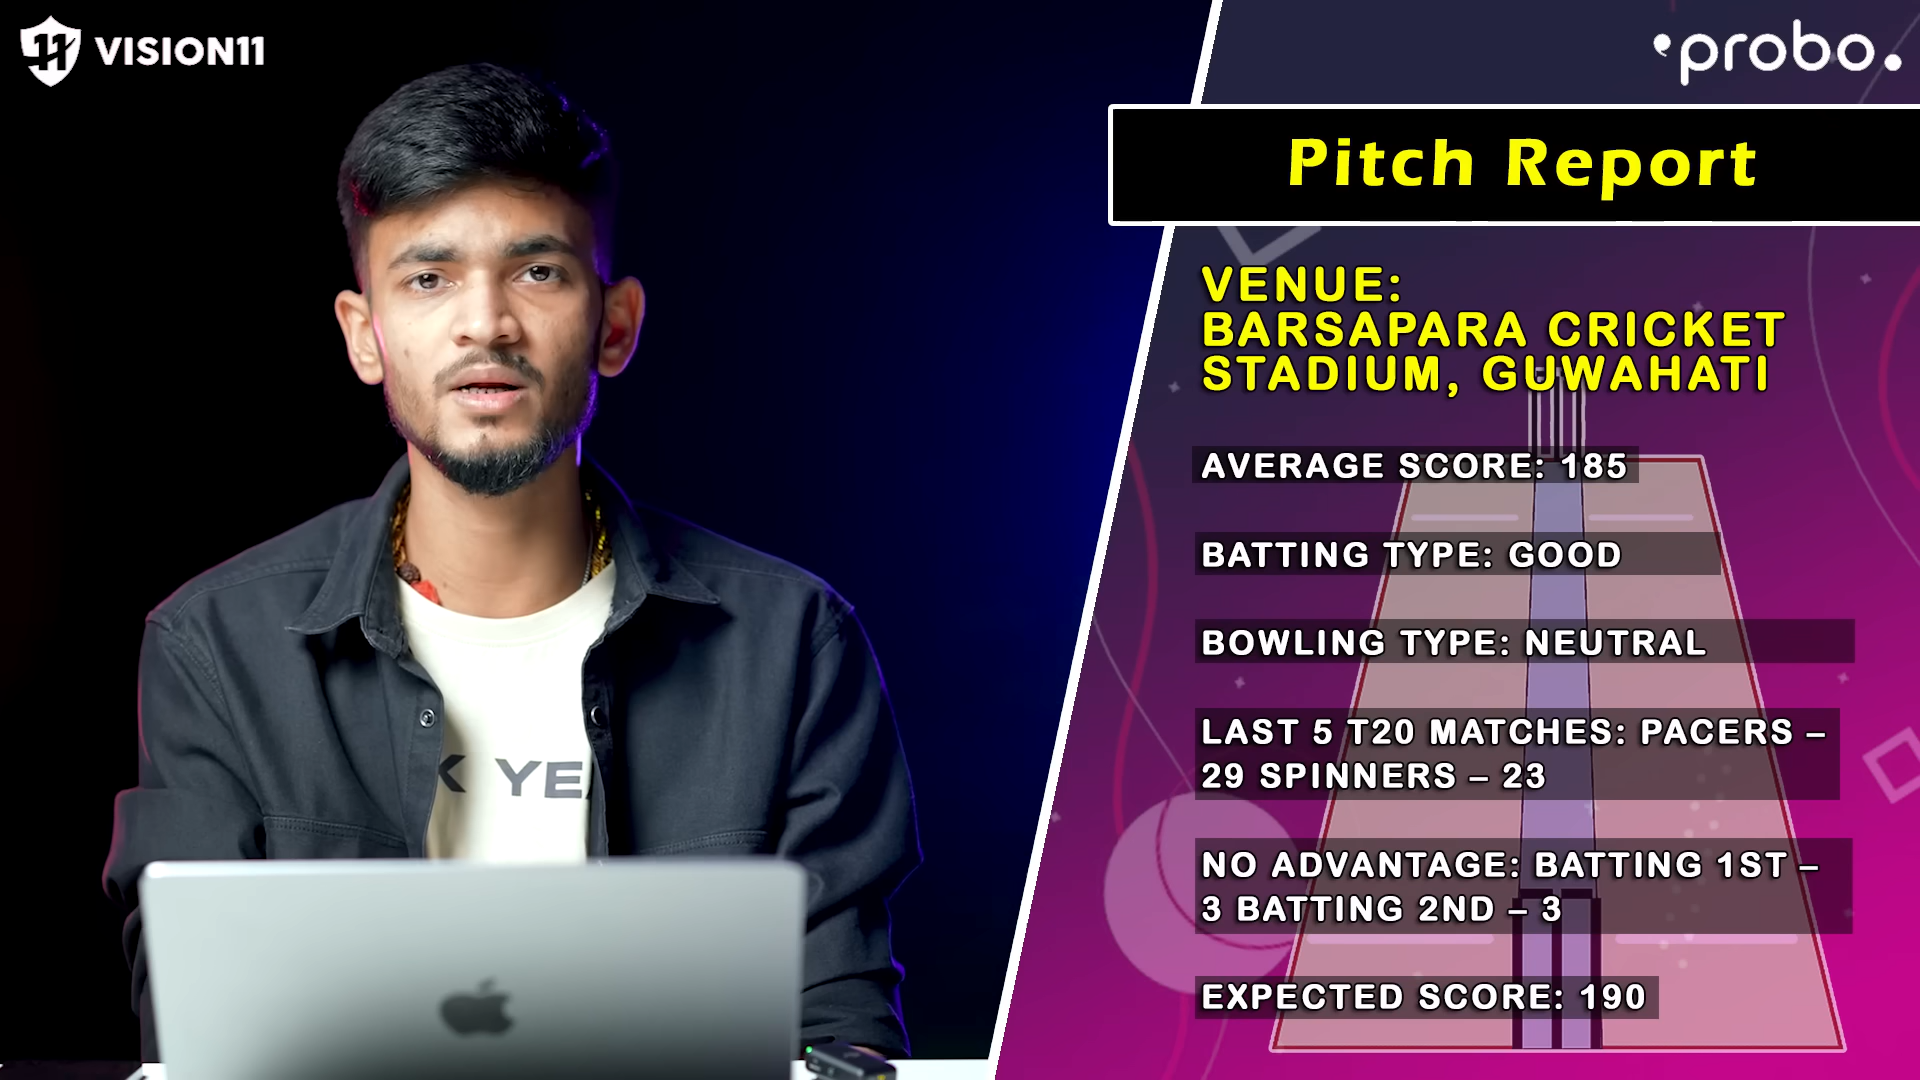 VISION11
probo.
Pitch Report
VENUE:
BARSAPARA CRICKET
STADIUM, GUWAHATI
AVERAGE SCORE: 185
BATTING TYPE: GOOD
BOWLING TYPE: NEUTRAL
LAST 5 T20 MATCHES: PACERS –
29 SPINNERS – 23
NO ADVANTAGE: BATTING 1ST –
3 BATTING 2ND – 3
EXPECTED SCORE: 190
K YEA